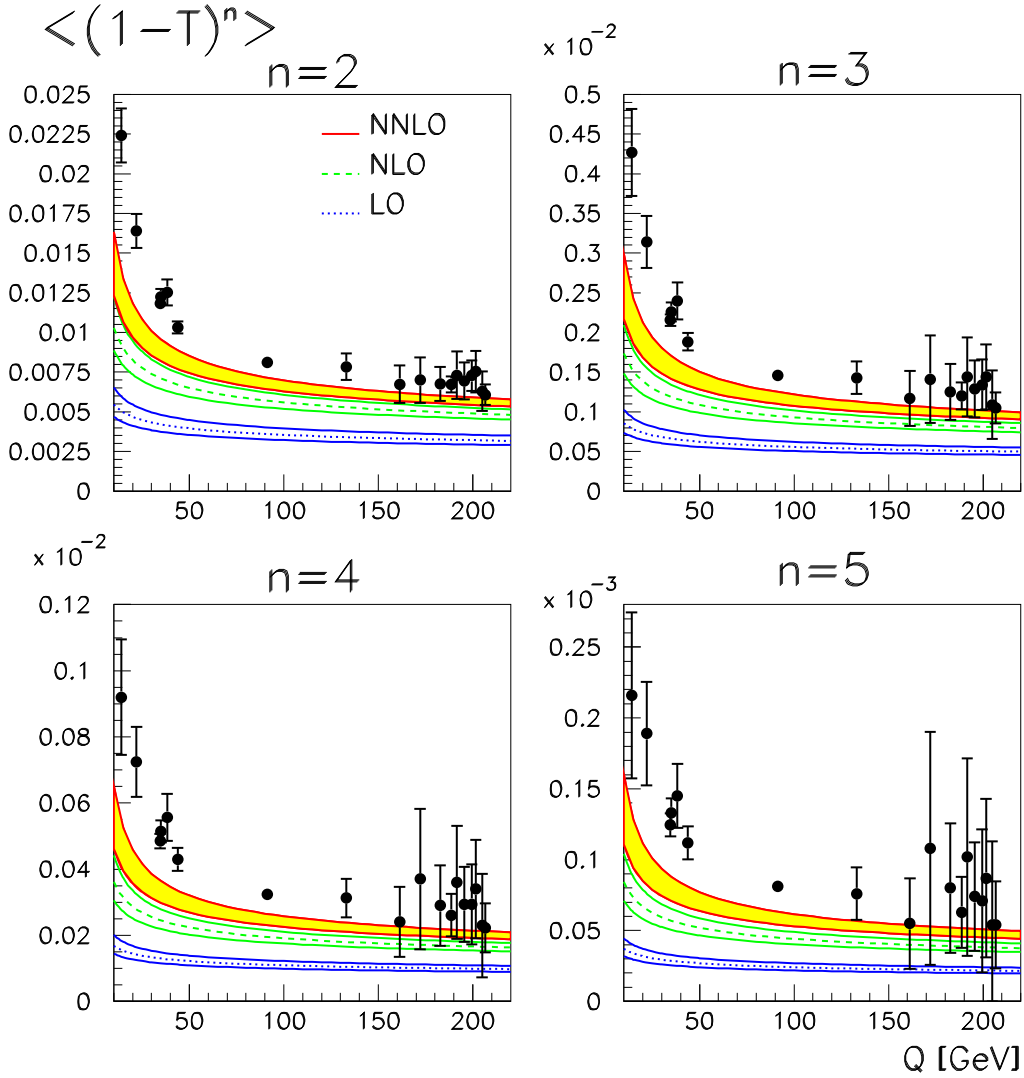 <(1-T)ⁿ>
n=2
0.025
0.0225
0.02
0.0175
0.015
0.0125
0.01
0.0075
0.005
0.0025
0
NNLO
NLO
LO
50 100 150 200
x 10⁻²
n=3
0.5
0.45
0.4
0.35
0.3
0.25
0.2
0.15
0.1
0.05
0
50 100 150 200
x 10⁻²
n=4
0.12
0.1
0.08
0.06
0.04
0.02
0
50 100 150 200
x 10⁻³
n=5
0.25
0.2
0.15
0.1
0.05
0
50 100 150 200
Q [GeV]